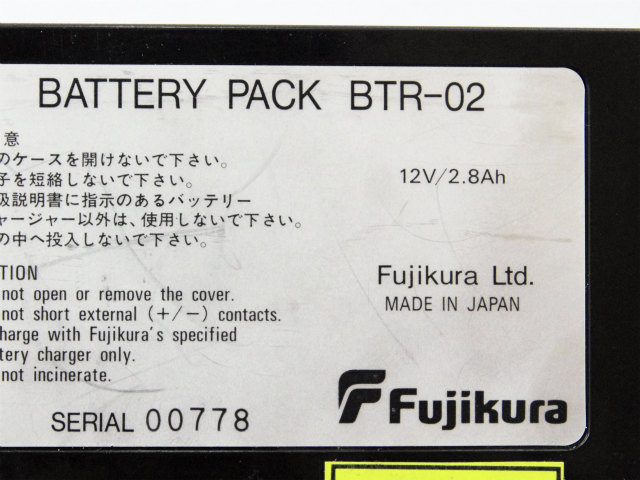 BATTERY PACK BTR-02
意
のケースを開けないで下さい。
子を短絡しないで下さい。
扱説明書に指示のあるバッテリー
ャージャー以外は、使用しないで下さい。
の中へ投入しないで下さい。
12V/2.8Ah
TION
not open or remove the cover.
not short external (+/−) contacts.
harge with Fujikura's specified
tery charger only.
not incinerate.
Fujikura Ltd.
MADE IN JAPAN
SERIAL 00778
Fujikura